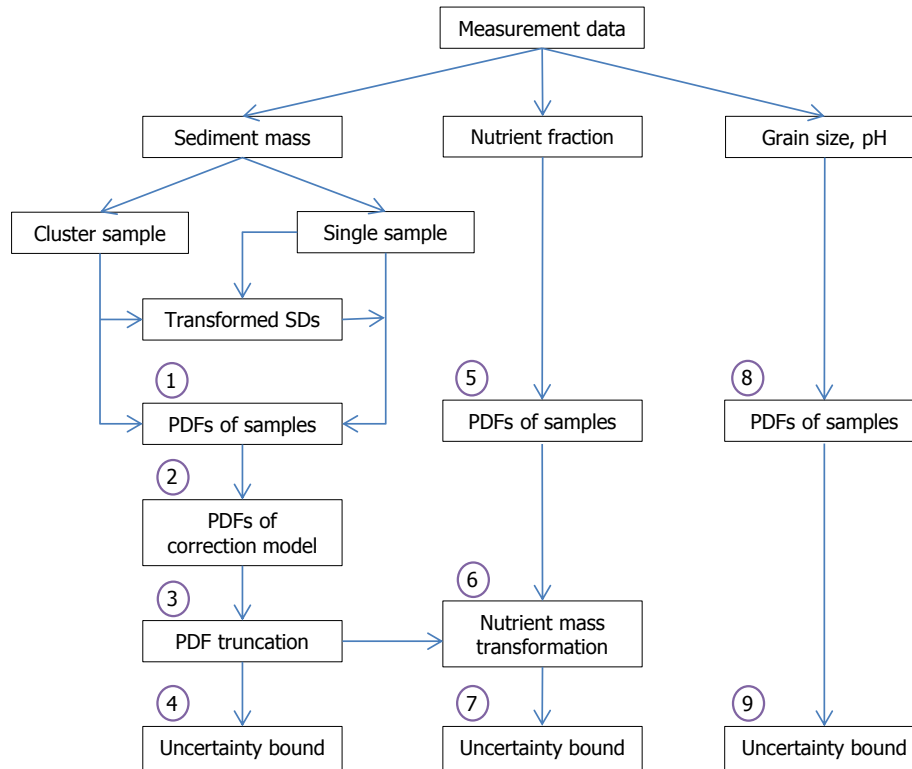 Measurement data
Sediment mass
Nutrient fraction
Grain size, pH
Cluster sample
Single sample
Transformed SDs
1
5
8
PDFs of samples
PDFs of samples
PDFs of samples
2
PDFs of
correction model
6
3
PDF truncation
Nutrient mass
transformation
4
7
9
Uncertainty bound
Uncertainty bound
Uncertainty bound